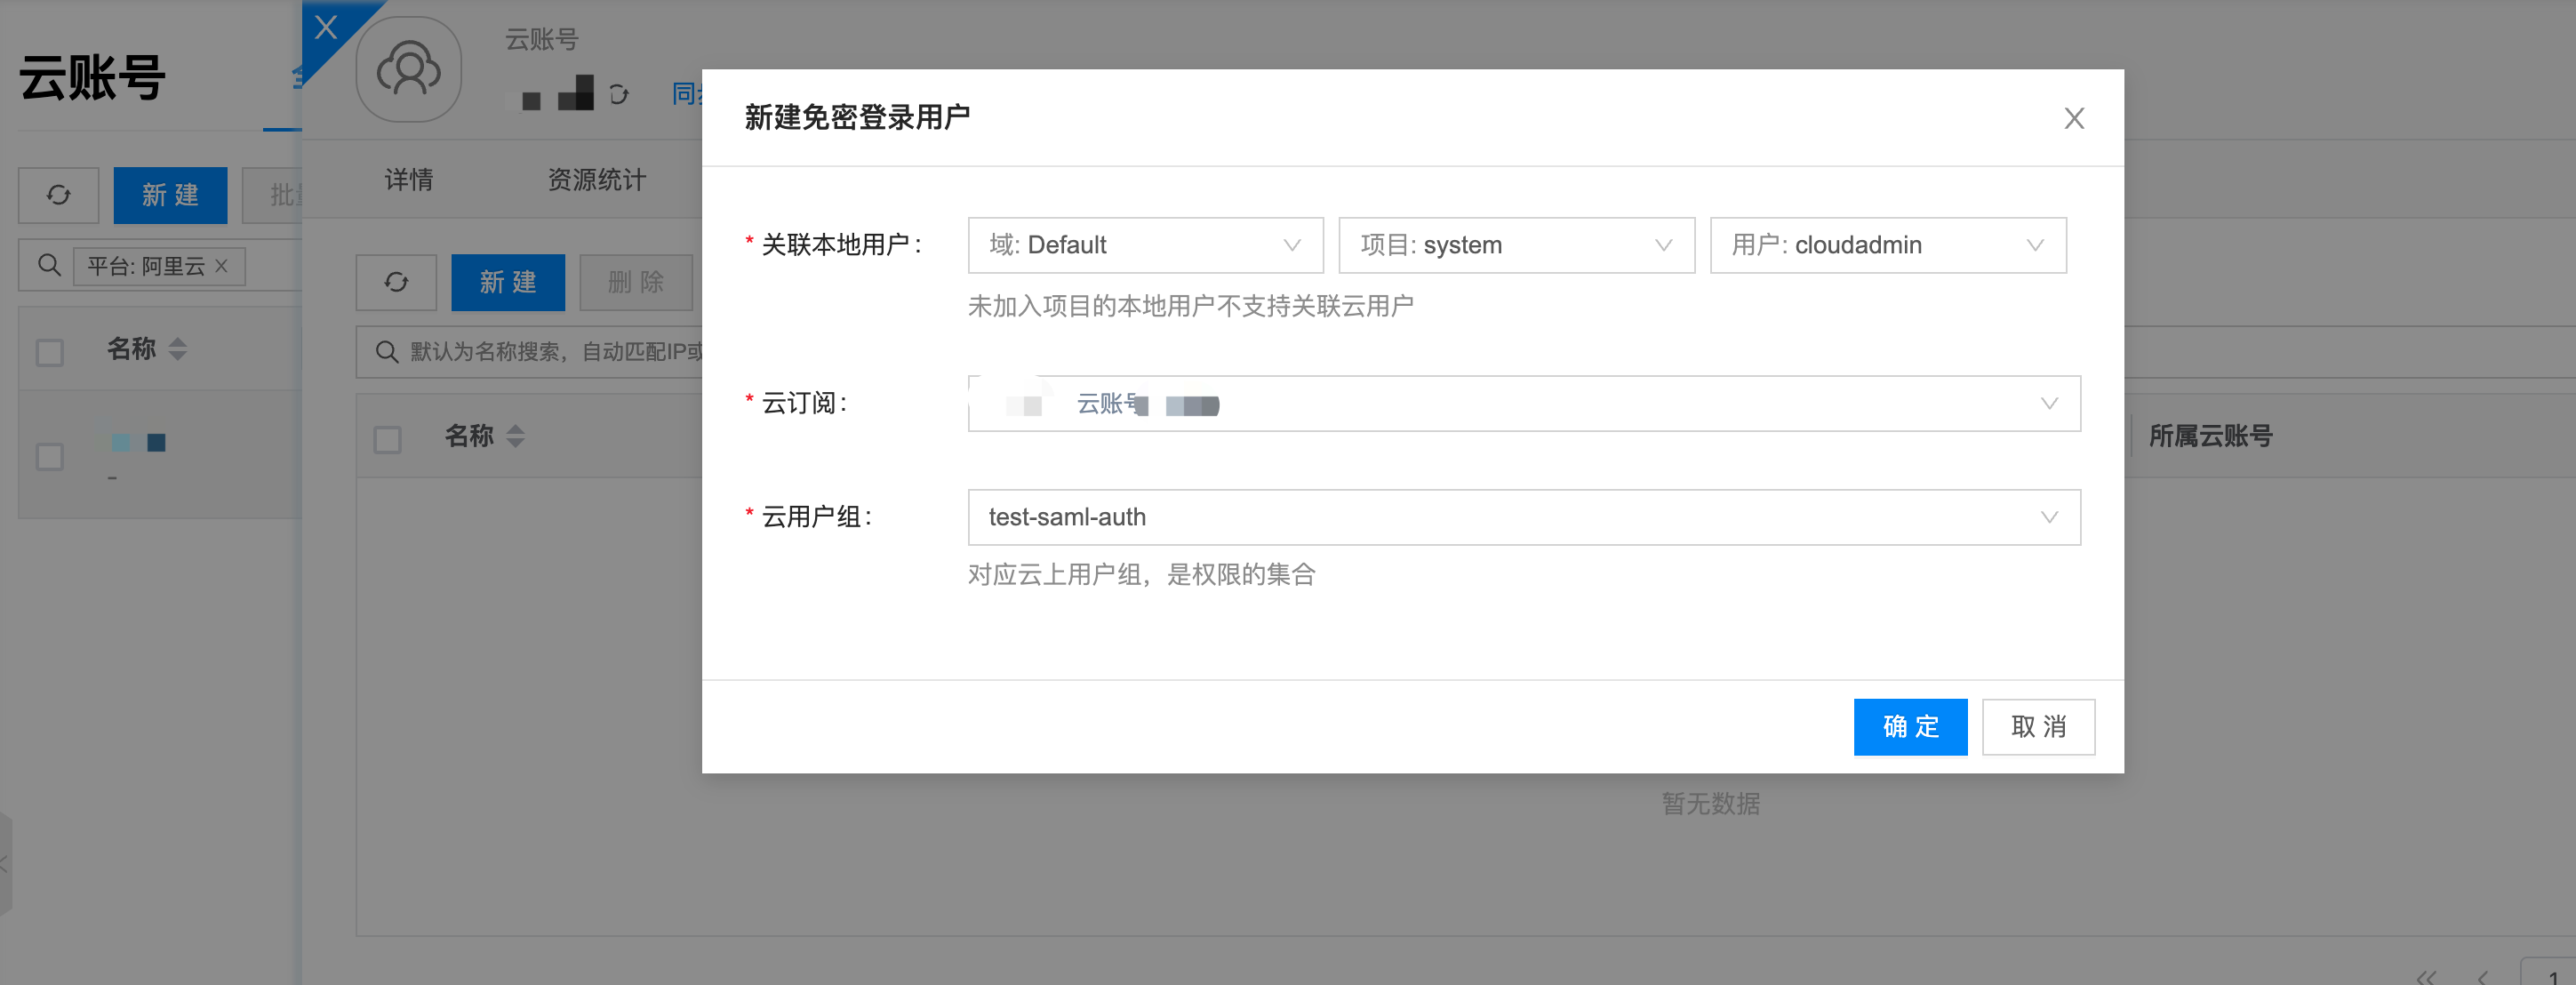 云账号
新 建
平台: 阿里云
名称
-
云账号
详情
资源统计
新 建
删 除
默认为名称搜索，自动匹配IP
名称
所属云账号
暂无数据
1
新建免密登录用户
* 关联本地用户:
域: Default
项目: system
用户: cloudadmin
未加入项目的本地用户不支持关联云用户
* 云订阅:
云账号
* 云用户组:
test-saml-auth
对应云上用户组，是权限的集合
确 定
取 消